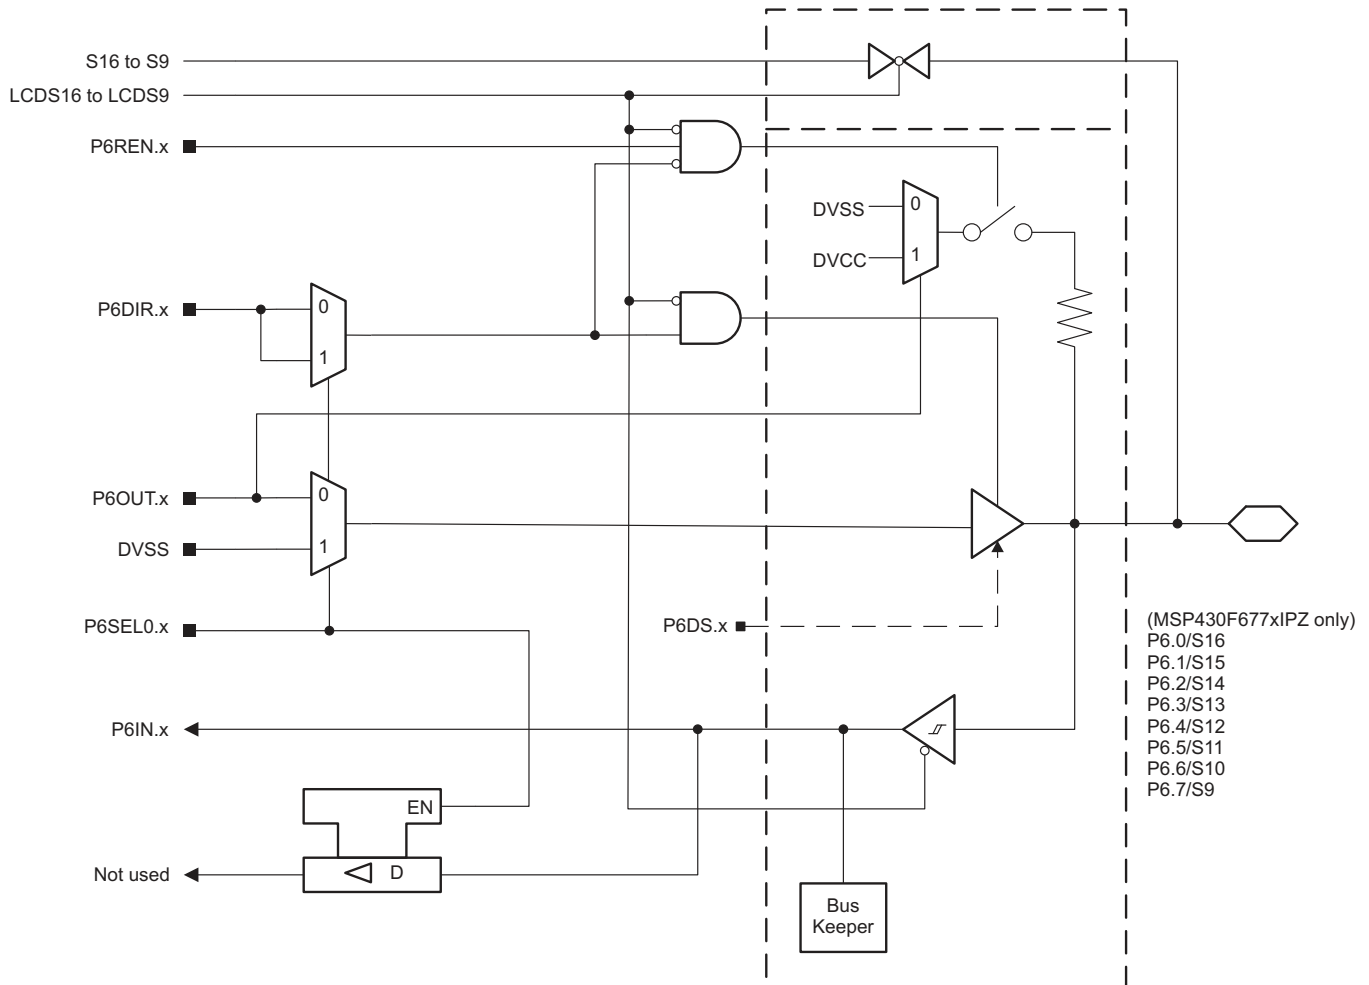 S16 to S9
LCDS16 to LCDS9
P6REN.x
DVSS
0
DVCC
1
P6DIR.x
0
1
P6OUT.x
0
DVSS
1
P6SEL0.x
P6DS.x
(MSP430F677xIPZ only)
P6.0/S16
P6.1/S15
P6.2/S14
P6.3/S13
P6.4/S12
P6.5/S11
P6.6/S10
P6.7/S9
P6IN.x
EN
Not used
D
Bus
Keeper